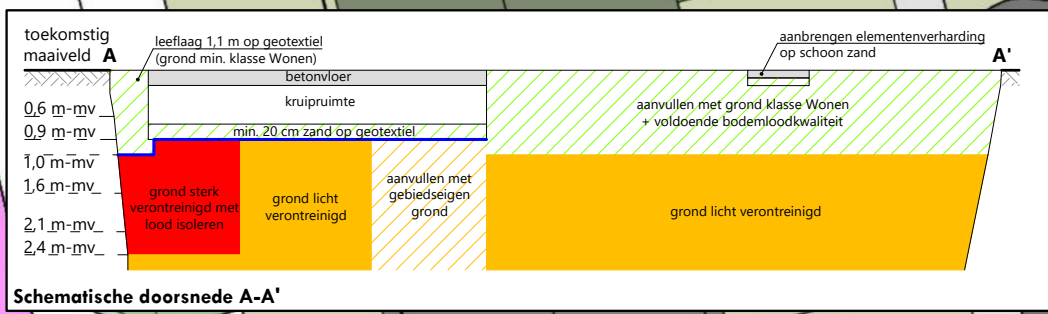 toekomstig
maaiveld A
leeflaag 1,1 m op geotextiel
(grond min. klasse Wonen)
aanbrengen elementenverharding
op schoon zand
A'
betonvloer
kruipruimte
min. 20 cm zand op geotextiel
aanvullen met grond klasse Wonen
+ voldoende bodemloodkwaliteit
0,6 m-mv
0,9 m-mv
1,0 m-mv
1,6 m-mv
2,1 m-mv
2,4 m-mv
grond sterk
verontreinigd met
lood isoleren
grond licht
verontreinigd
aanvullen met
gebiedseigen
grond
grond licht verontreinigd
Schematische doorsnede A-A'